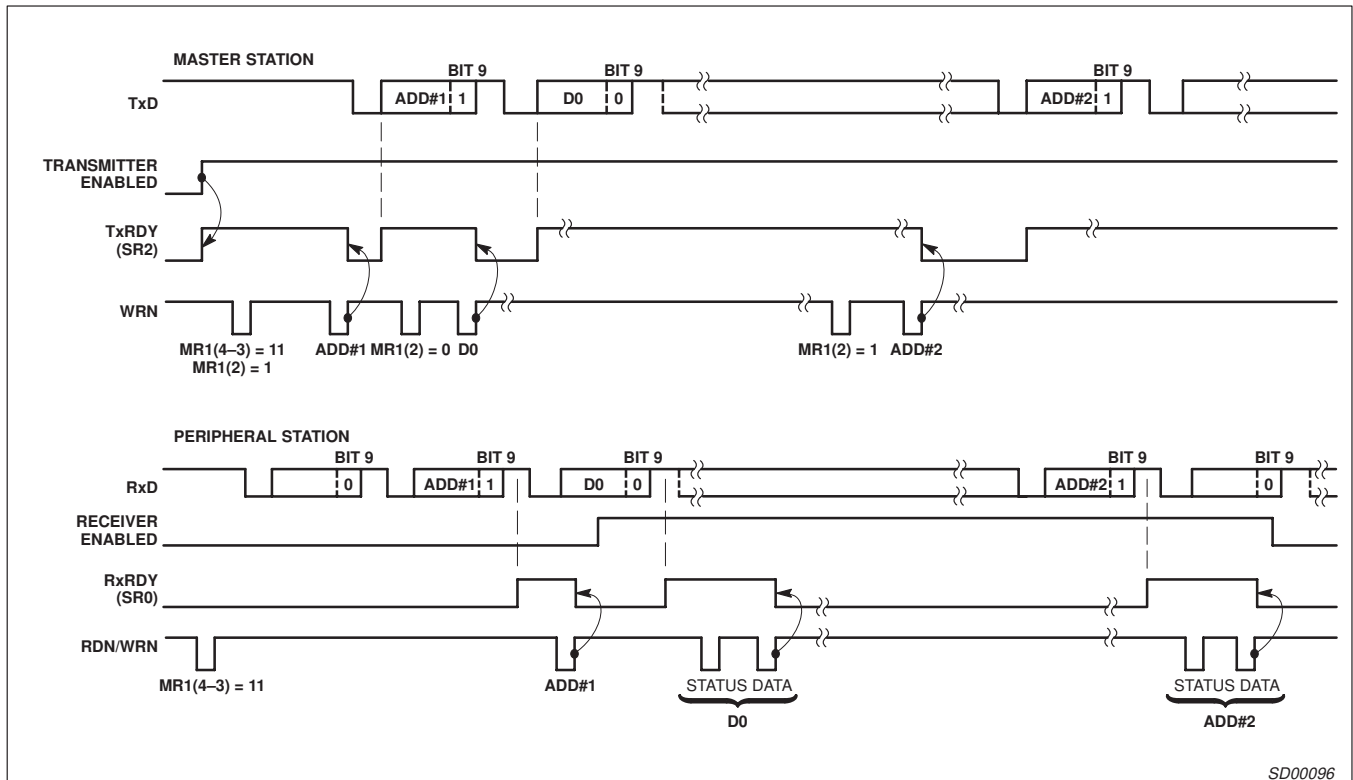 MASTER STATION
BIT 9 BIT 9 BIT 9
TxD ADD#1 1 D0 0 ADD#2 1
TRANSMITTER
ENABLED
TxRDY
(SR2)
WRN
MR1(4–3) = 11 ADD#1 MR1(2) = 0 D0 MR1(2) = 1 ADD#2
MR1(2) = 1
PERIPHERAL STATION
BIT 9 BIT 9 BIT 9 BIT 9 BIT 9
RxD 0 ADD#1 1 D0 0 ADD#2 1 0
RECEIVER
ENABLED
RxRDY
(SR0)
RDN/WRN
MR1(4–3) = 11 ADD#1 STATUS DATA STATUS DATA
D0 ADD#2
SD00096